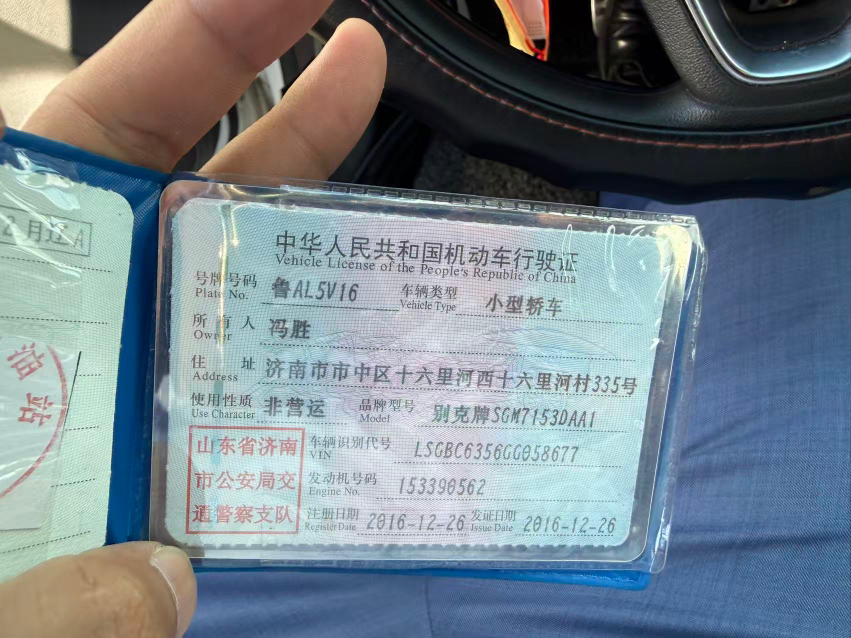 2月辽A
油
站
中华人民共和国机动车行驶证
Vehicle License of the People's Republic of China
号牌号码 鲁AL5V16 车辆类型 小型轿车
Plate No. Vehicle Type
所有人 冯胜
Owner
住址 济南市市中区十六里河西十六里河村335号
Address
使用性质 非营运 品牌型号 别克牌SGM7153DAA1
Use Character Model
山东省济南 车辆识别代号 LSGBC6356GG058677
VIN
市公安局交 发动机号码 153390562
Engine No.
通警察支队 注册日期 2016-12-26 发证日期 2016-12-26
Register Date Issue Date